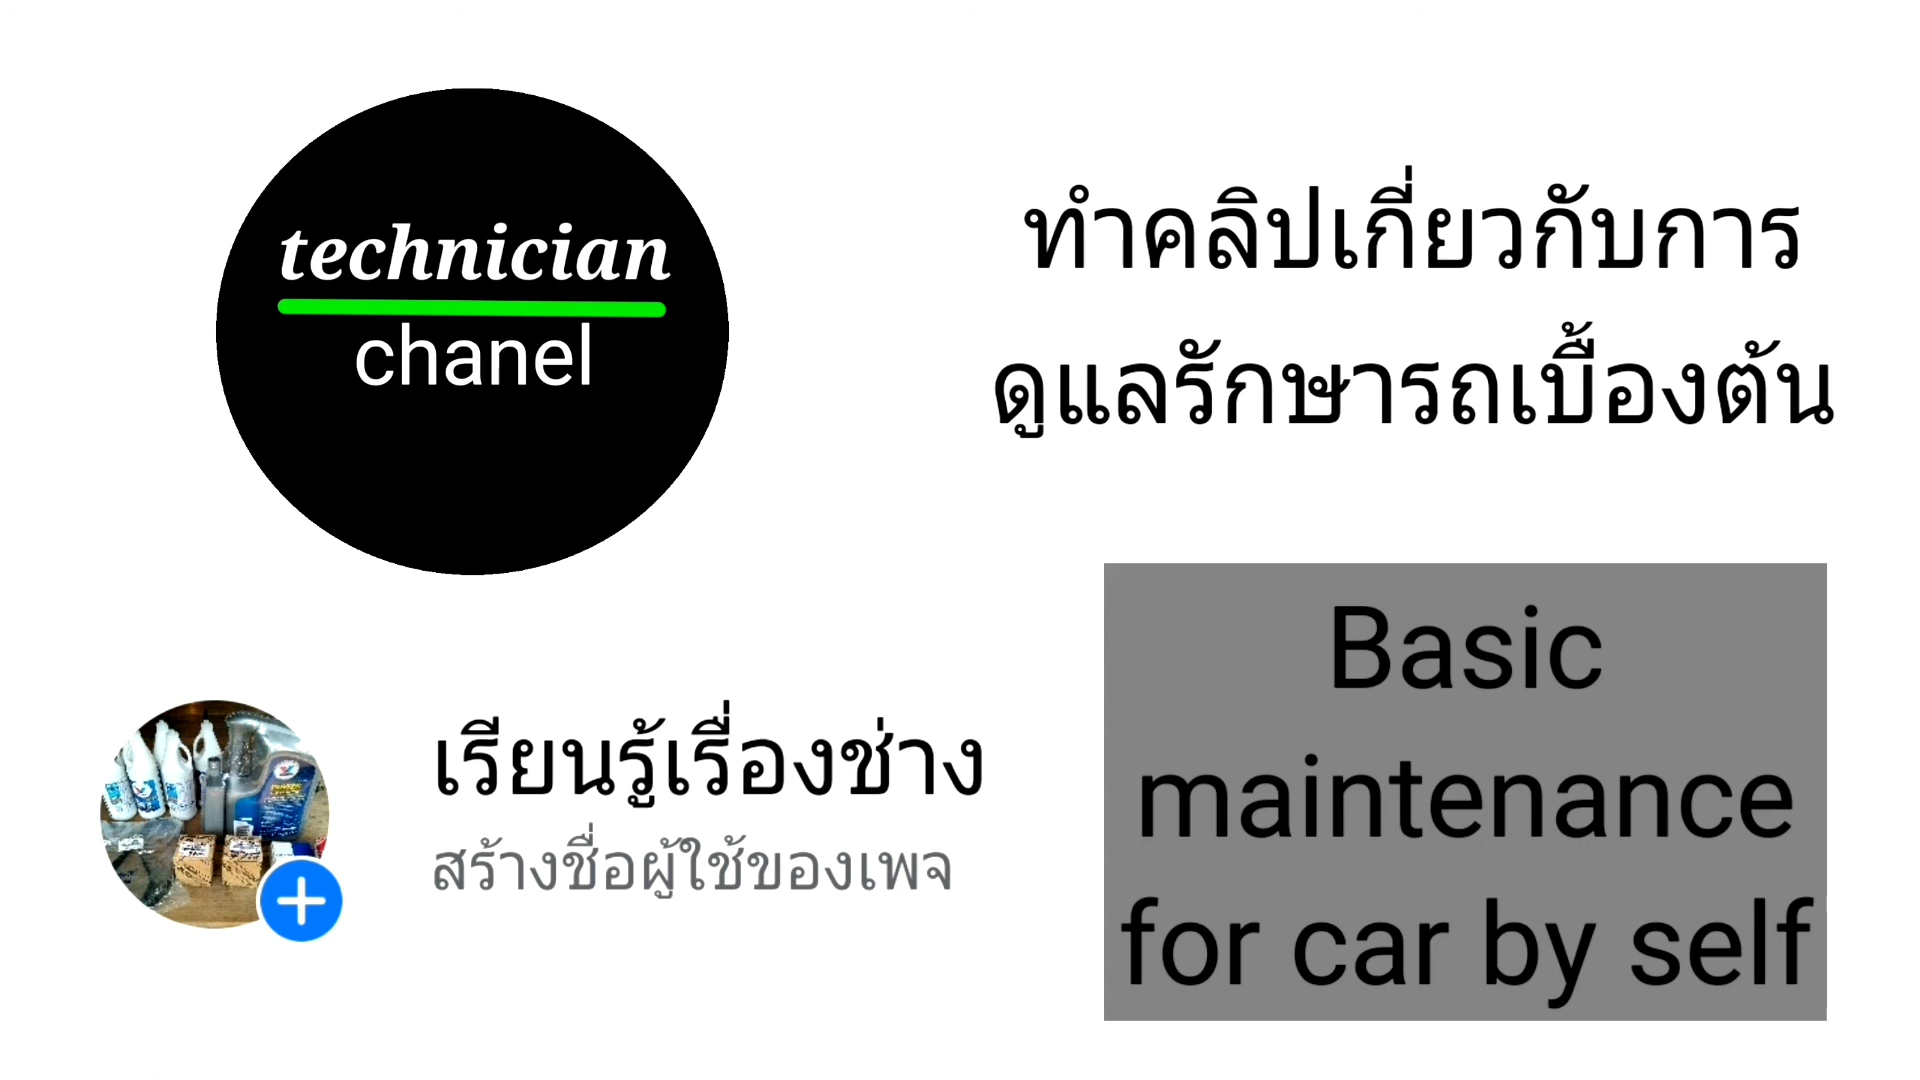 technician
chanel
ทำคลิปเกี่ยวกับการ
ดูแลรักษารถเบื้องต้น
เรียนรู้เรื่องช่าง
สร้างชื่อผู้ใช้ของเพจ
Basic
maintenance
for car by self